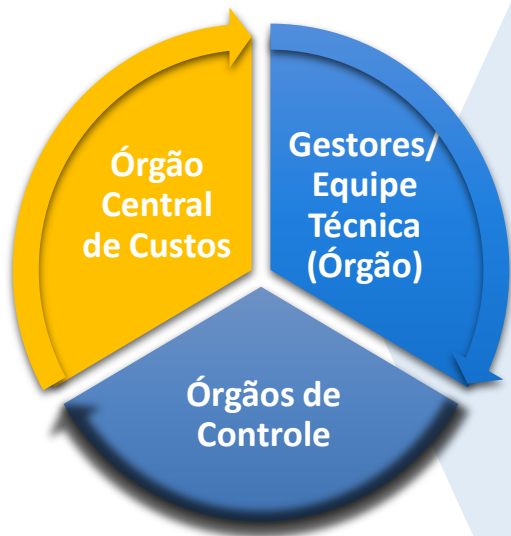 Órgão
Central
de Custos
Gestores/
Equipe
Técnica
(Órgão)
Órgãos de
Controle